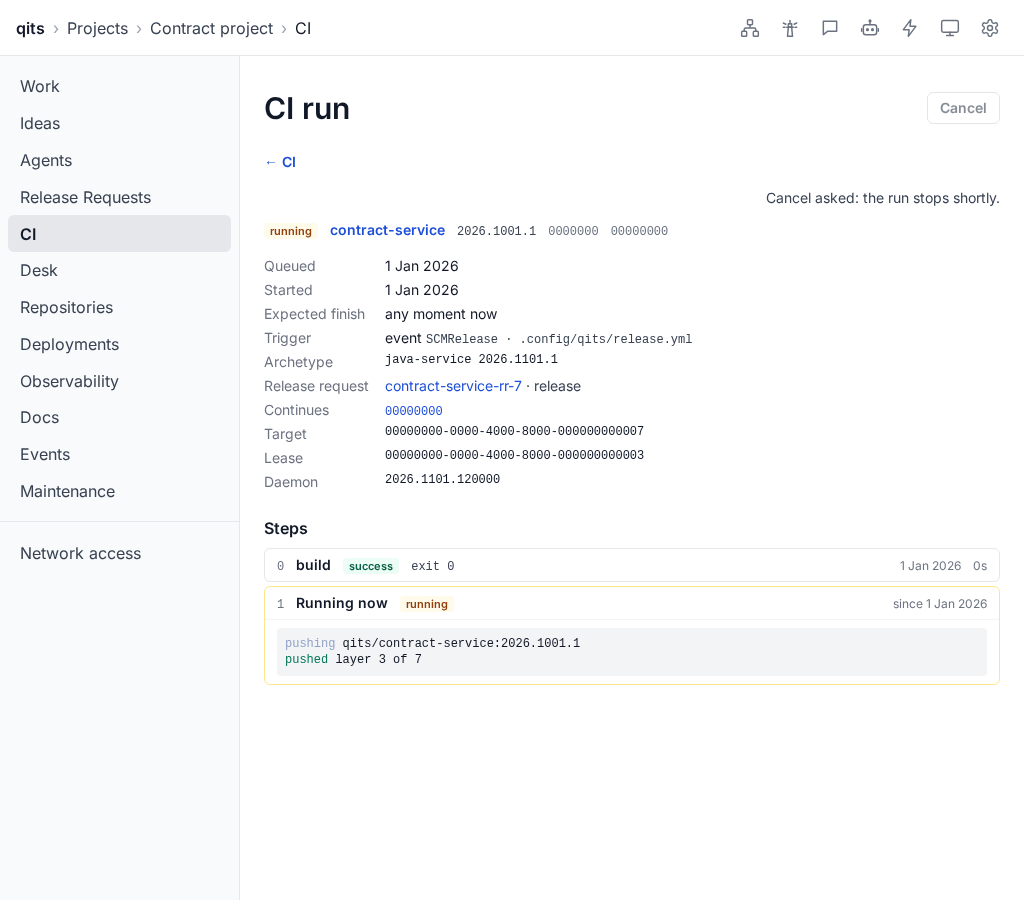 qits › Projects › Contract project › CI
Work
Ideas
Agents
Release Requests
CI
Desk
Repositories
Deployments
Observability
Docs
Events
Maintenance
Network access
CI run
Cancel
← CI
Cancel asked: the run stops shortly.
running contract-service 2026.1001.1 0000000 00000000
Queued 1 Jan 2026
Started 1 Jan 2026
Expected finish any moment now
Trigger event SCMRelease · .config/qits/release.yml
Archetype java-service 2026.1101.1
Release request contract-service-rr-7 · release
Continues 00000000
Target 00000000-0000-4000-8000-000000000007
Lease 00000000-0000-4000-8000-000000000003
Daemon 2026.1101.120000
Steps
0 build success exit 0 1 Jan 2026 0s
1 Running now running since 1 Jan 2026
pushing qits/contract-service:2026.1001.1
pushed layer 3 of 7